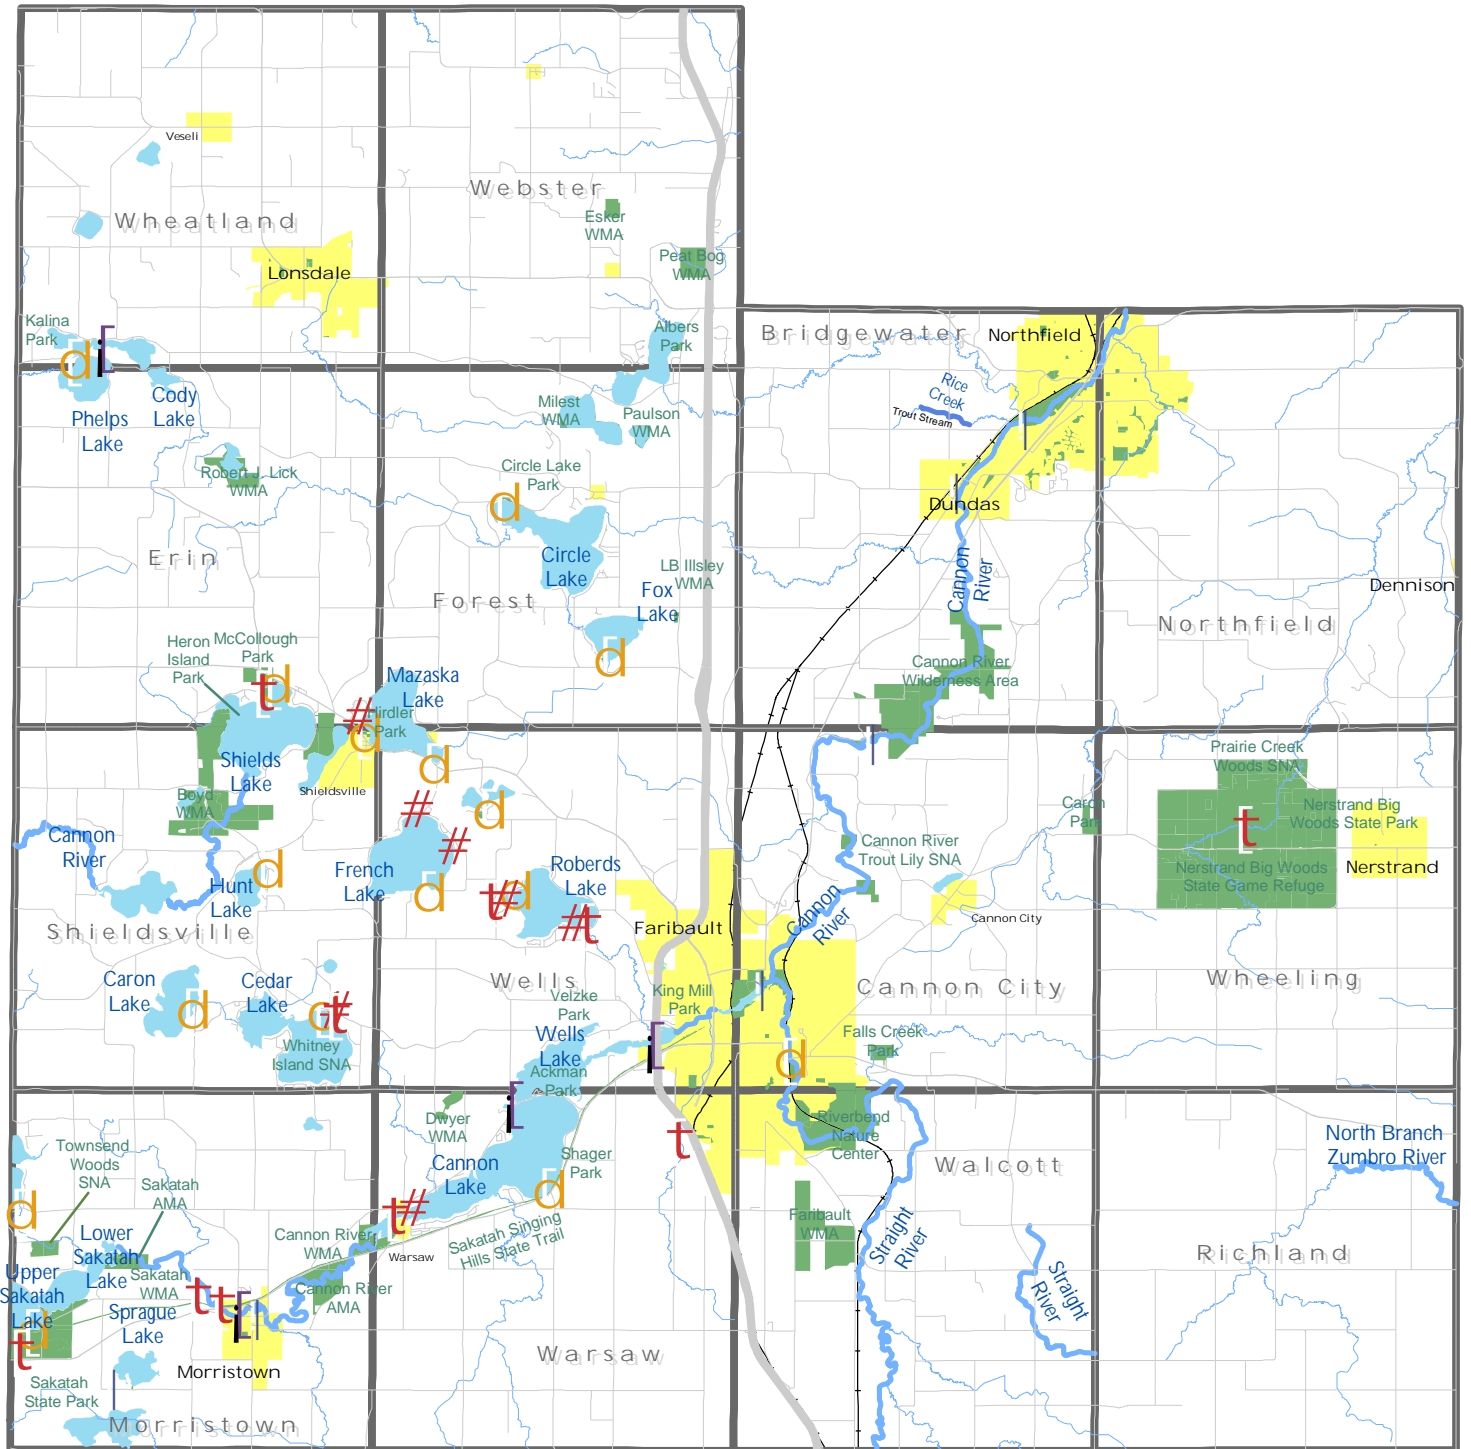 Veseli
Webster
Wheatland
Esker
WMA
Peat Bog
WMA
Lonsdale
Kalina
Park
Albers
Park
Bridgewater
Northfield
d
[
i
Rice
Creek
Trout Stream
Cody
Lake
Phelps
Lake
Milest
WMA
Paulson
WMA
Robert J. Lick
WMA
Circle Lake
Park
d
Dundas
Erin
Circle
Lake
LB Illsley
WMA
Fox
Lake
Cannon
River
Dennison
Forest
Northfield
d
Heron
Island
Park
McCollough
Park
t
d
Mazaska
Lake
Cannon River
Wilderness Area
#
Hirdler
Park
d
Shields
Lake
d
Shieldsville
Boyd
WMA
Prairie Creek
Woods SNA
Nerstrand Big
Woods State Park
t
Caron
Park
Nerstrand
Nerstrand Big Woods
State Game Refuge
#
d
#
Cannon
River
Cannon River
Trout Lily SNA
French
Lake
d
Roberds
Lake
t
#
d
#
t
Hunt
Lake
d
Cannon
River
Cannon City
Faribault
Shieldsville
Caron
Lake
d
Cedar
Lake
d
#
t
Whitney
Island SNA
Wells
Velzke
Park
King Mill
Park
Cannon City
Wheeling
Wells
Lake
Ackman
Park
[
i
d
Falls Creek
Park
[
i
Dwyer
WMA
Riverbend
Nature
Center
t
Walcott
North Branch
Zumbro River
Townsend
Woods
SNA
Sakatah
AMA
Cannon
Lake
Shager
Park
d
d
t
#
Warsaw
Sakatah Singing
Hills State Trail
Cannon River
WMA
Faribault
WMA
Straight
River
Straight
River
Richland
Lower
Sakatah
Lake
Sakatah
WMA
Upper
Sakatah
Lake
Cannon River
AMA
t
t
[
i
Sprague
Lake
d
t
Morristown
Warsaw
Sakatah
State Park
Morristown